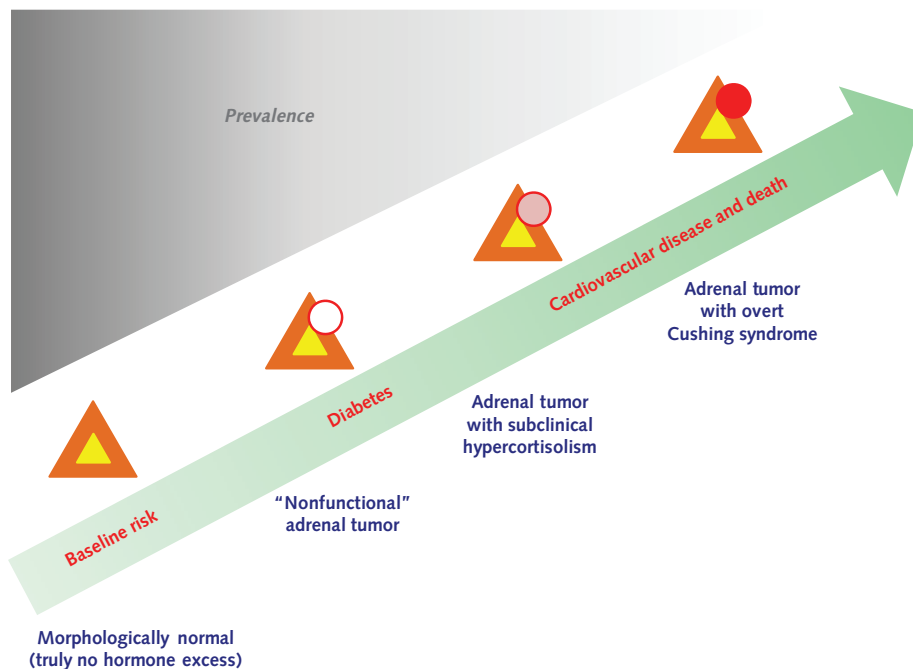 Prevalence
Cardiovascular disease and death
Adrenal tumor
with overt
Cushing syndrome
Diabetes
Adrenal tumor
with subclinical
hypercortisolism
“Nonfunctional”
adrenal tumor
Baseline risk
Morphologically normal
(truly no hormone excess)